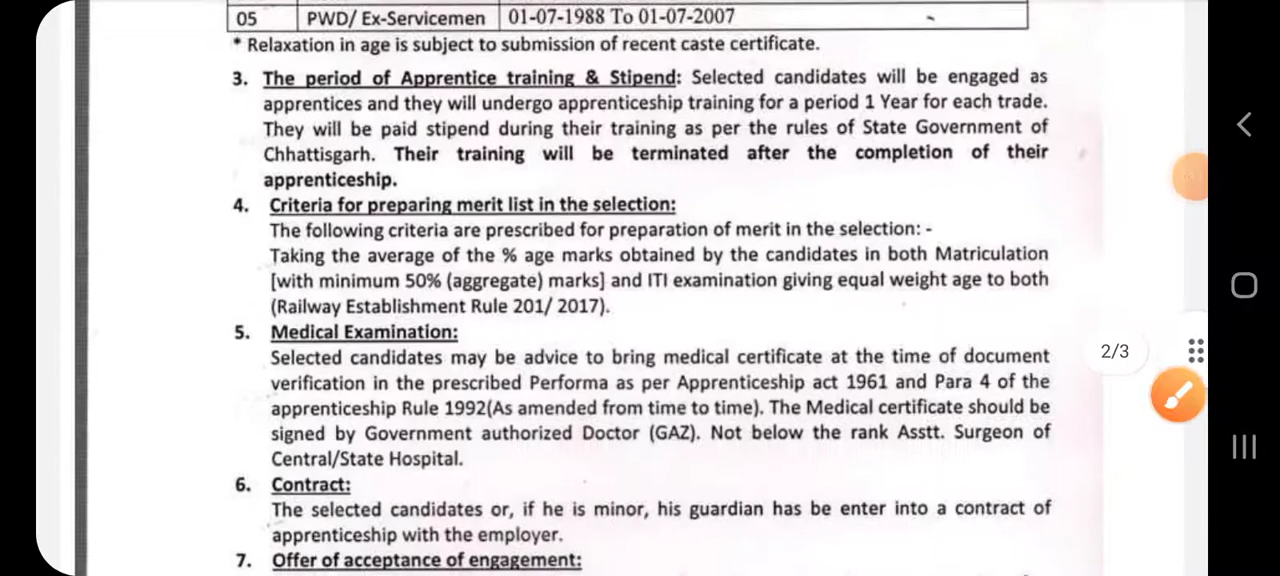 05 PWD/ Ex-Servicemen 01-07-1988 To 01-07-2007
* Relaxation in age is subject to submission of recent caste certificate.
3. The period of Apprentice training & Stipend: Selected candidates will be engaged as
apprentices and they will undergo apprenticeship training for a period 1 Year for each trade.
They will be paid stipend during their training as per the rules of State Government of
Chhattisgarh. Their training will be terminated after the completion of their
apprenticeship.
4. Criteria for preparing merit list in the selection:
The following criteria are prescribed for preparation of merit in the selection: -
Taking the average of the % age marks obtained by the candidates in both Matriculation
[with minimum 50% (aggregate) marks] and ITI examination giving equal weight age to both
(Railway Establishment Rule 201/ 2017).
5. Medical Examination:
Selected candidates may be advice to bring medical certificate at the time of document
verification in the prescribed Performa as per Apprenticeship act 1961 and Para 4 of the
apprenticeship Rule 1992(As amended from time to time). The Medical certificate should be
signed by Government authorized Doctor (GAZ). Not below the rank Asstt. Surgeon of
Central/State Hospital.
6. Contract:
The selected candidates or, if he is minor, his guardian has be enter into a contract of
apprenticeship with the employer.
7. Offer of acceptance of engagement:
2/3